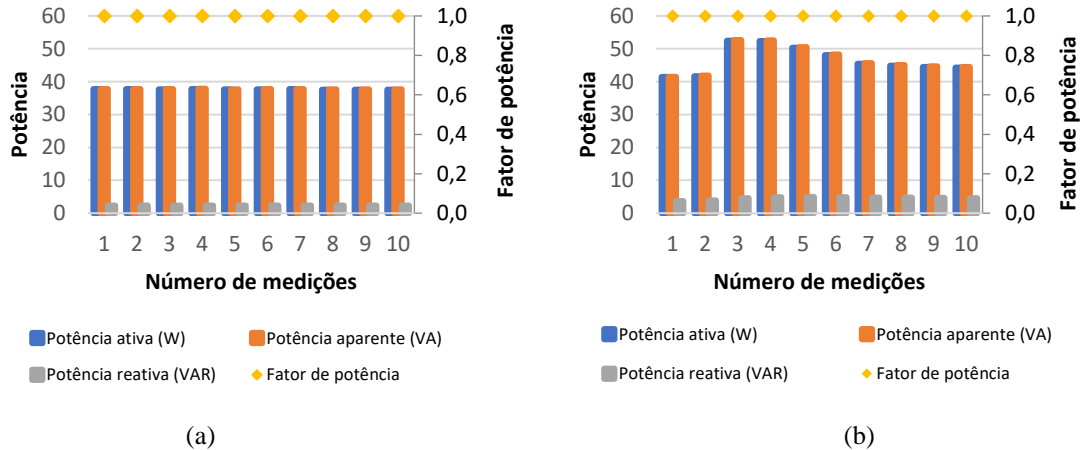 60
50
40
30
20
10
0
1,0
0,8
0,6
0,4
0,2
0,0
Potência
Fator de potência
1 2 3 4 5 6 7 8 9 10
Número de medições
Potência ativa (W)
Potência aparente (VA)
Potência reativa (VAR)
Fator de potência
(a)
60
50
40
30
20
10
0
1,0
0,8
0,6
0,4
0,2
0,0
Potência
Fator de potência
1 2 3 4 5 6 7 8 9 10
Número de medições
Potência ativa (W)
Potência aparente (VA)
Potência reativa (VAR)
Fator de potência
(b)